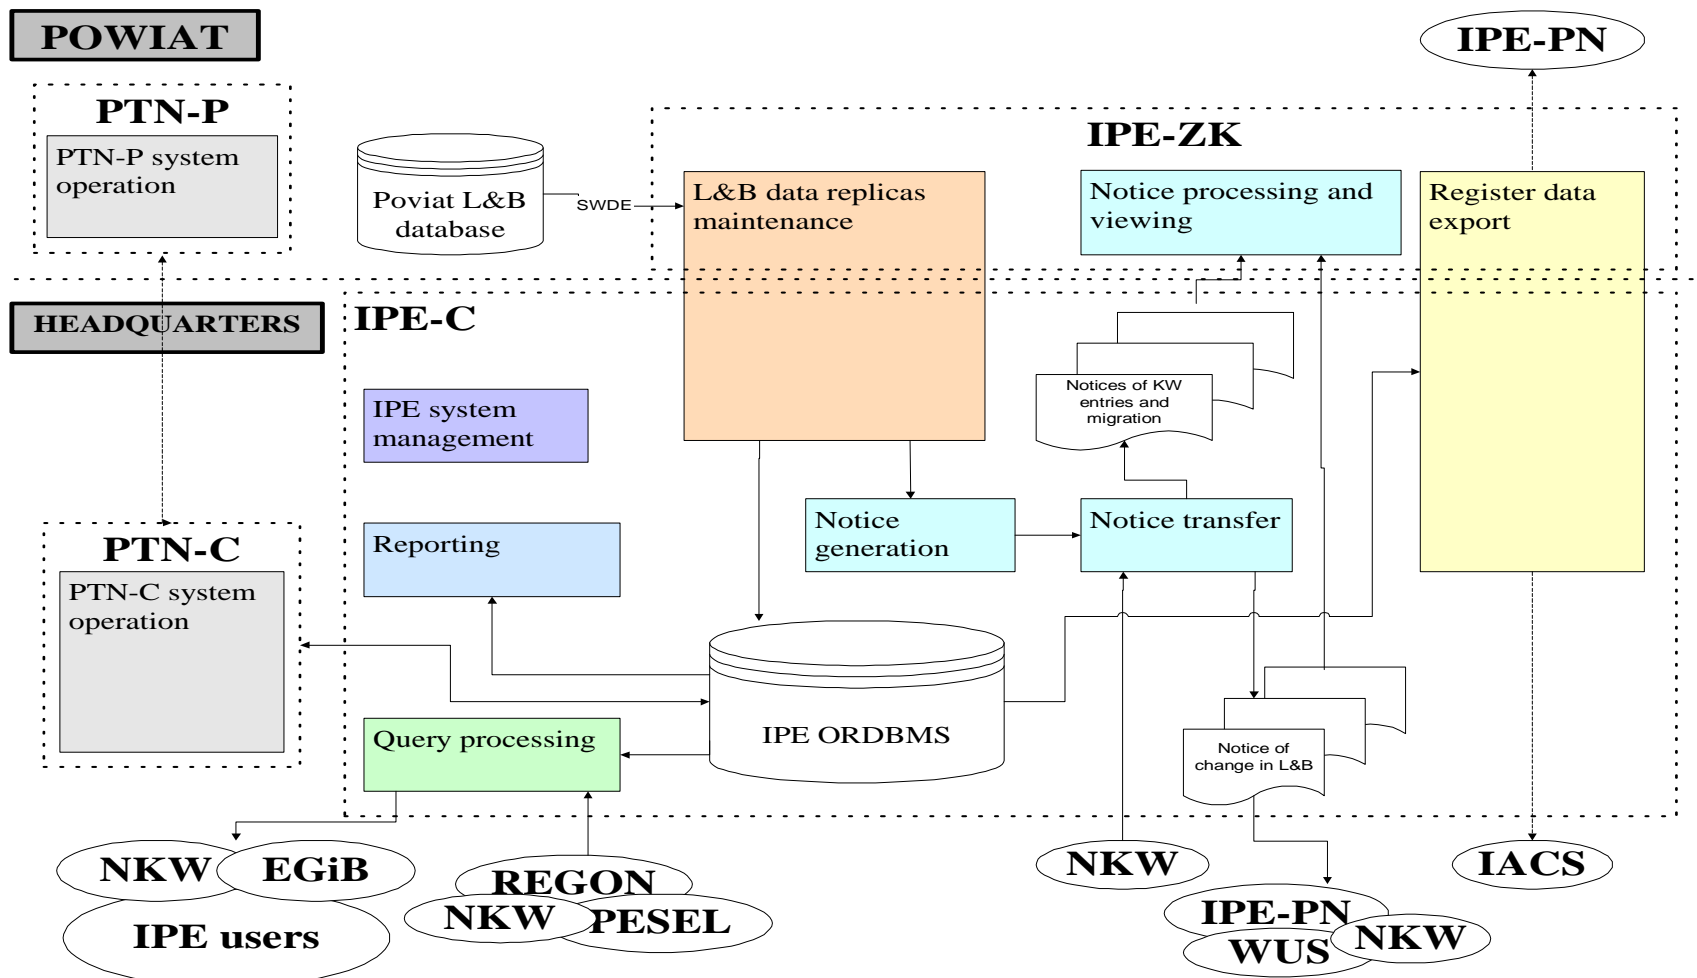 POWIAT
IPE-PN
PTN-P
PTN-P system
operation
Poviat L&B
database
SWDE
IPE-ZK
L&B data replicas
maintenance
Notice processing and
viewing
Register data
export
HEADQUARTERS
IPE-C
IPE system
management
Notices of KW
entries and
migration
Reporting
Notice
generation
Notice transfer
PTN-C
PTN-C system
operation
Query processing
IPE ORDBMS
Notice of
change in L&B
NKW
EGiB
IPE users
REGON
NKW
PESEL
NKW
IPE-PN
WUS
NKW
IACS